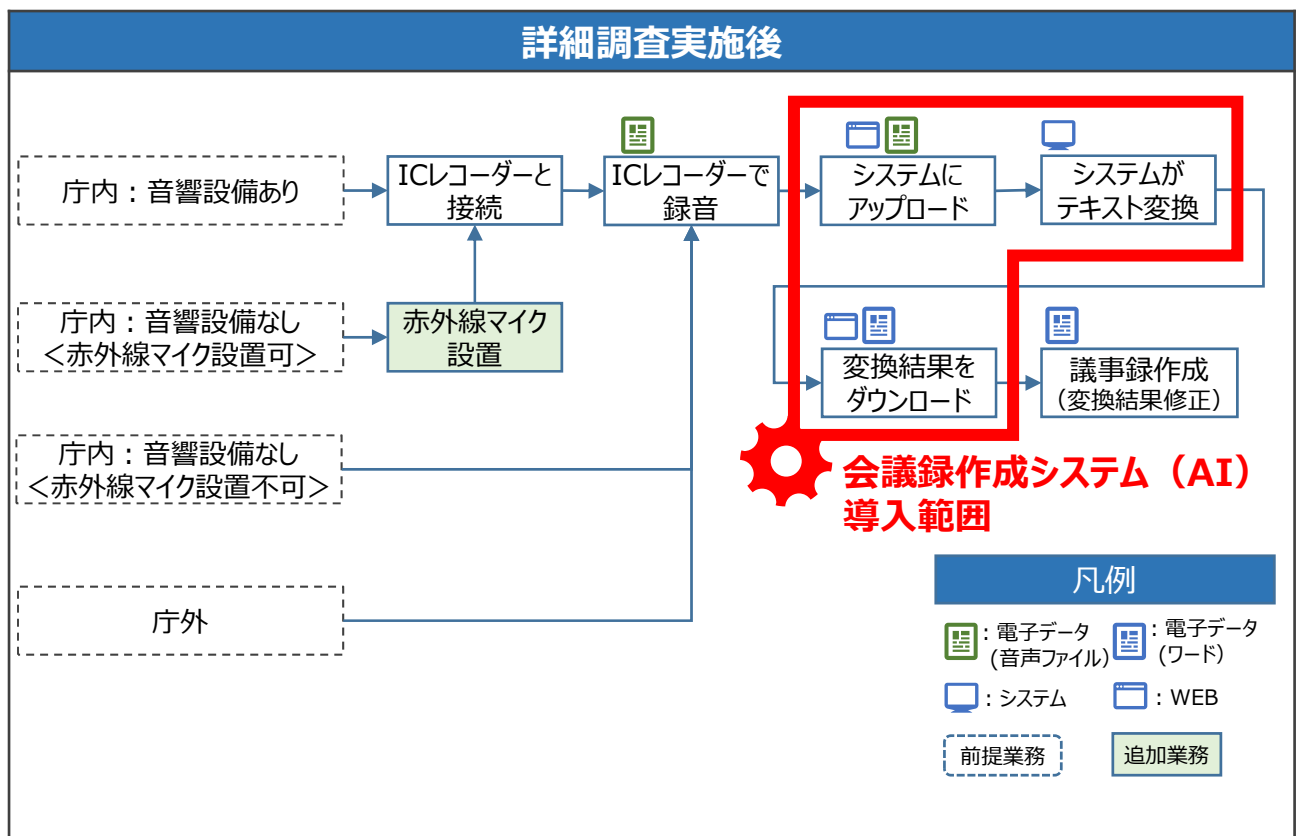 詳細調査実施後
庁内：音響設備あり
ICレコーダーと
接続
ICレコーダーで
録音
システムに
アップロード
システムが
テキスト変換
庁内：音響設備なし
＜赤外線マイク設置可＞
赤外線マイク
設置
変換結果を
ダウンロード
議事録作成
（変換結果修正）
庁内：音響設備なし
＜赤外線マイク設置不可＞
会議録作成システム（AI）
導入範囲
庁外
凡例
：電子データ
(音声ファイル)
：電子データ
(ワード)
：システム
：WEB
前提業務
追加業務